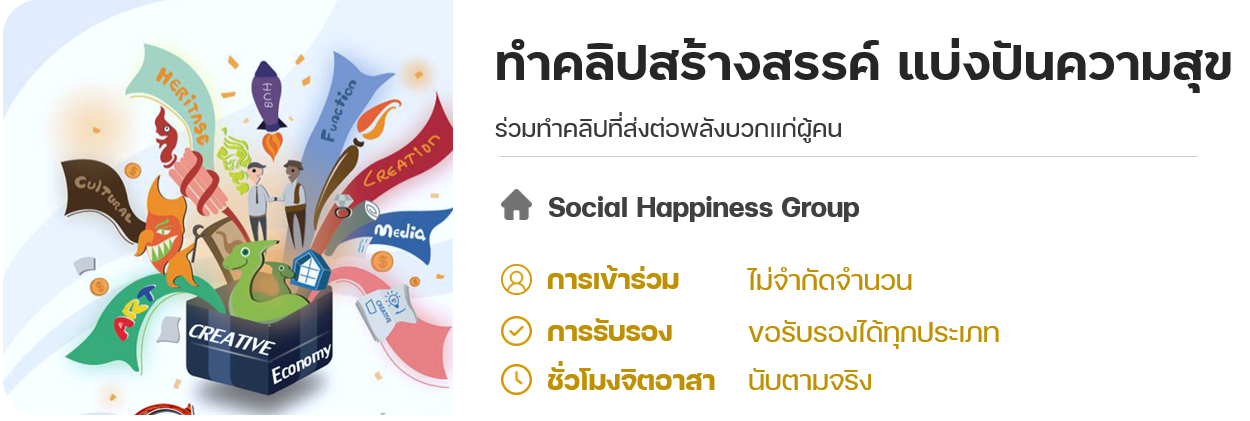 HERITAGE
HUB
Function
CREATION
CULTURAL
MEDIA
ART
CREATIVE
CREATIVE
Economy
ทำคลิปสร้างสรรค์ แบ่งปันความสุข
ร่วมทำคลิปที่ส่งต่อพลังบวกแก่ผู้คน
Social Happiness Group
การเข้าร่วม ไม่จำกัดจำนวน
การรับรอง ขอรับรองได้ทุกประเภท
ชั่วโมงจิตอาสา นับตามจริง